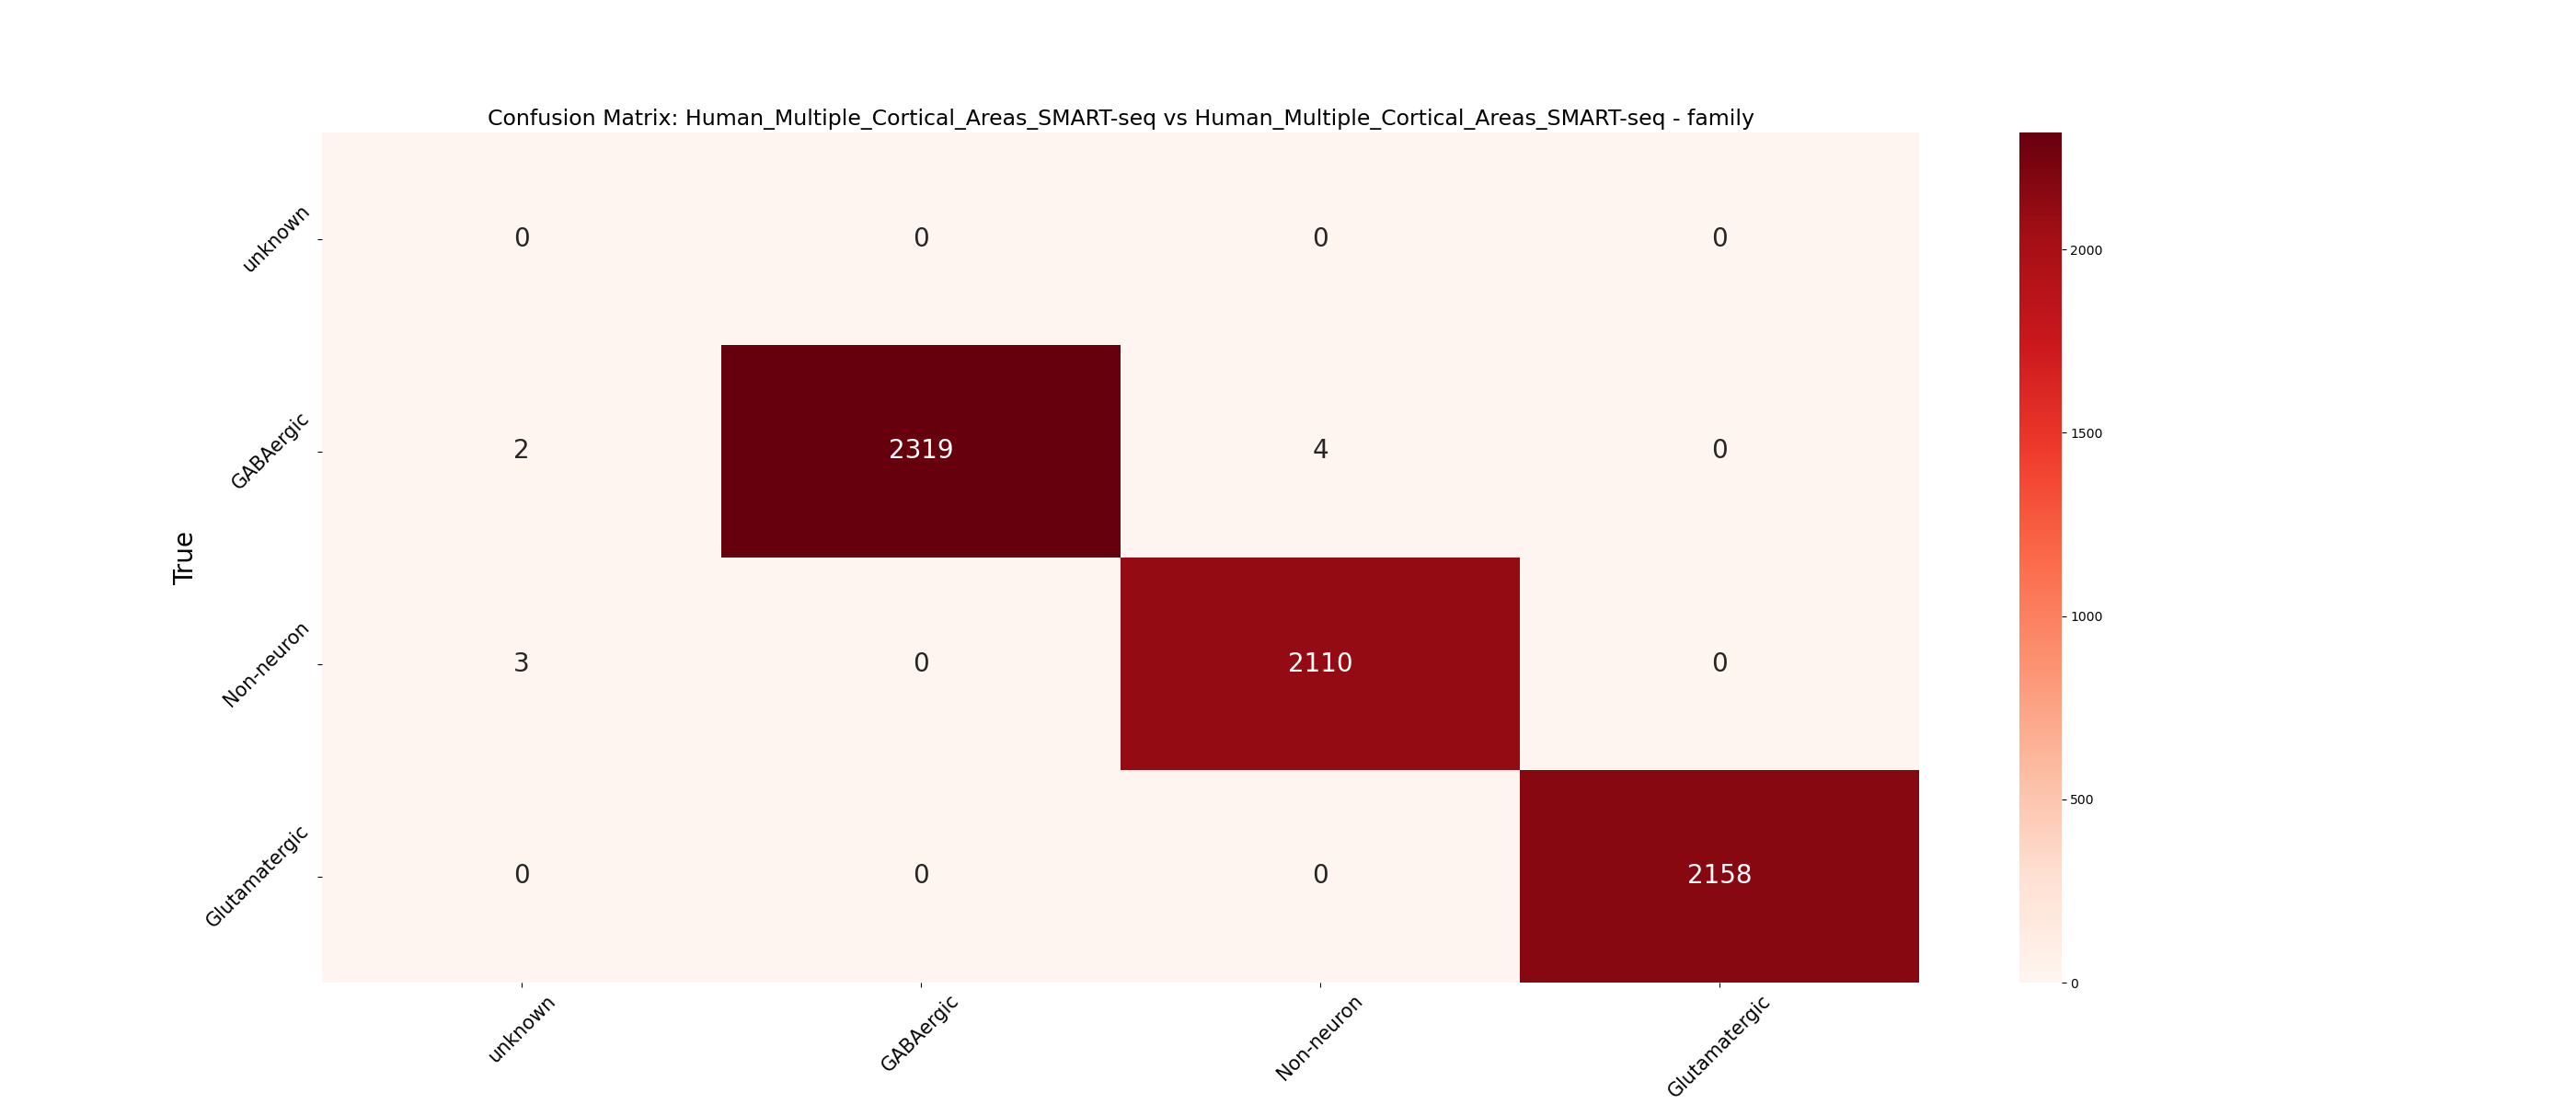 Confusion Matrix: Human_Multiple_Cortical_Areas_SMART-seq vs Human_Multiple_Cortical_Areas_SMART-seq - family
True
unknown 0 0 0 0
GABAergic 2 2319 4 0
Non-neuron 3 0 2110 0
Glutamatergic 0 0 0 2158
unknown GABAergic Non-neuron Glutamatergic
2000
1500
1000
500
0